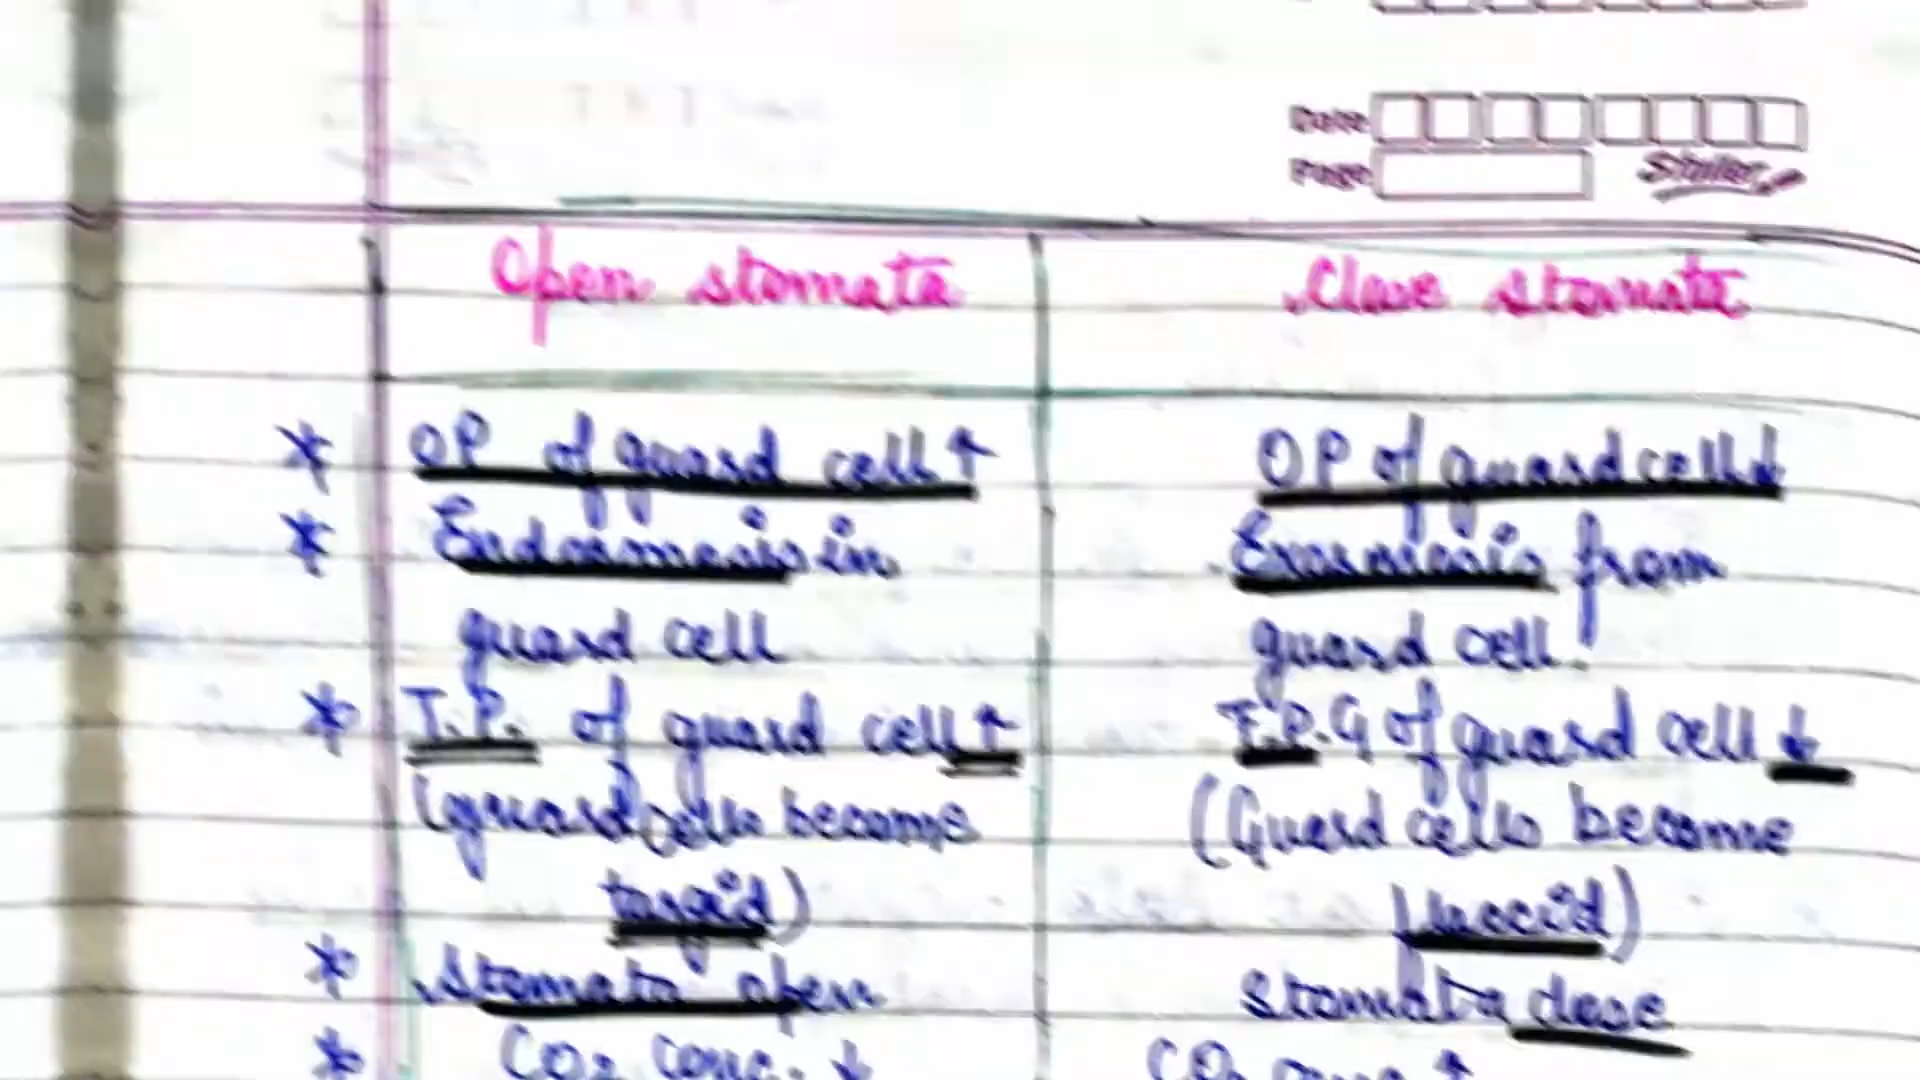 Date
Page
Open stomata
Close stomata
* OP of guard cell ↑
OP of guard cell ↓
* Endosmosis in
Exosmosis from
guard cell
guard cell.
* T.P. of guard cell ↑
T.P. G of guard cell ↓
(guard cells become
(Guard cells become
turgid)
flaccid)
* Stomata open
Stomata close
* CO2 conc. ↓
CO2 conc ↑